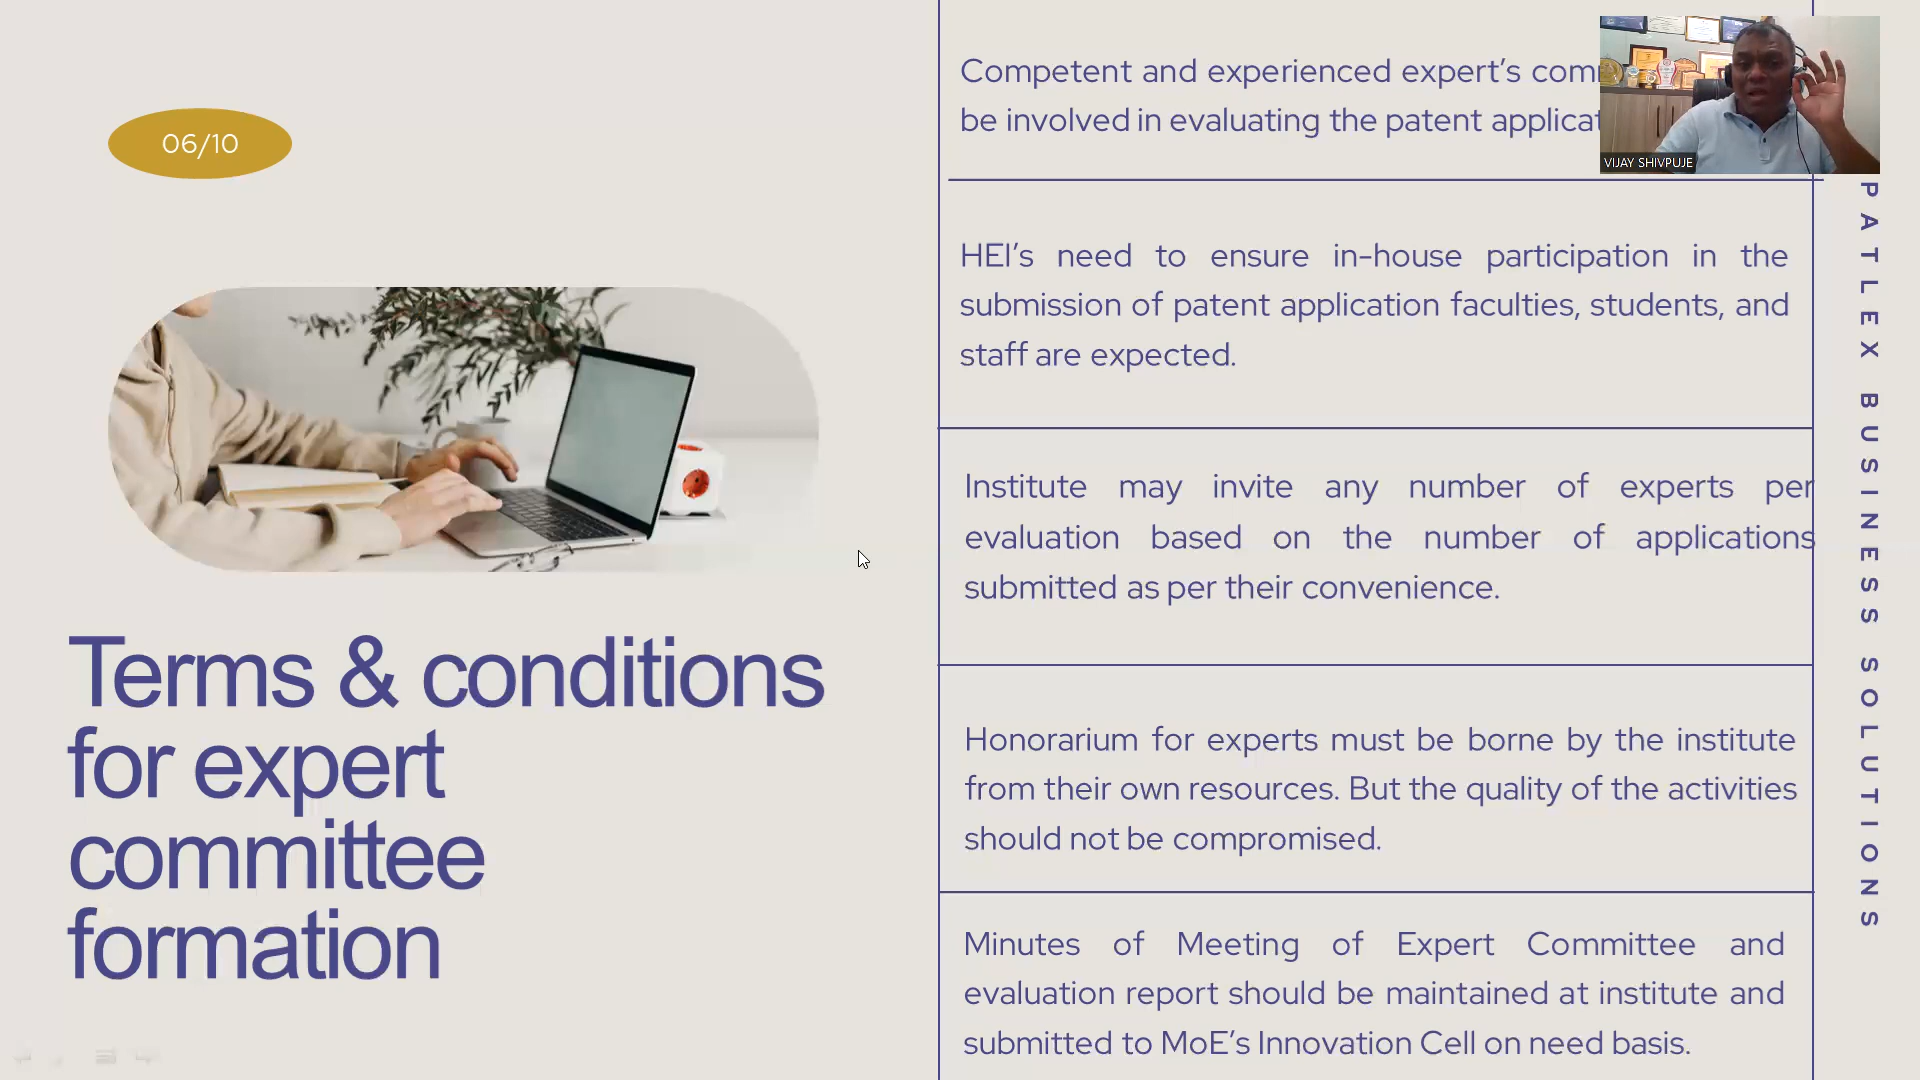 06/10
Terms & conditions
for expert
committee
formation
Competent and experienced expert's
be involved in evaluating the patent
HEI's need to ensure in-house participation in the
submission of patent application faculties, students, and
staff are expected.
Institute may invite any number of experts per
evaluation based on the number of applications
submitted as per their convenience.
Honorarium for experts must be borne by the institute
from their own resources. But the quality of the activities
should not be compromised.
Minutes of Meeting of Expert Committee and
evaluation report should be maintained at institute and
submitted to MoE's Innovation Cell on need basis.
VIJAY SHIVPUJE
PATLEX BUSINESS SOLUTIONS